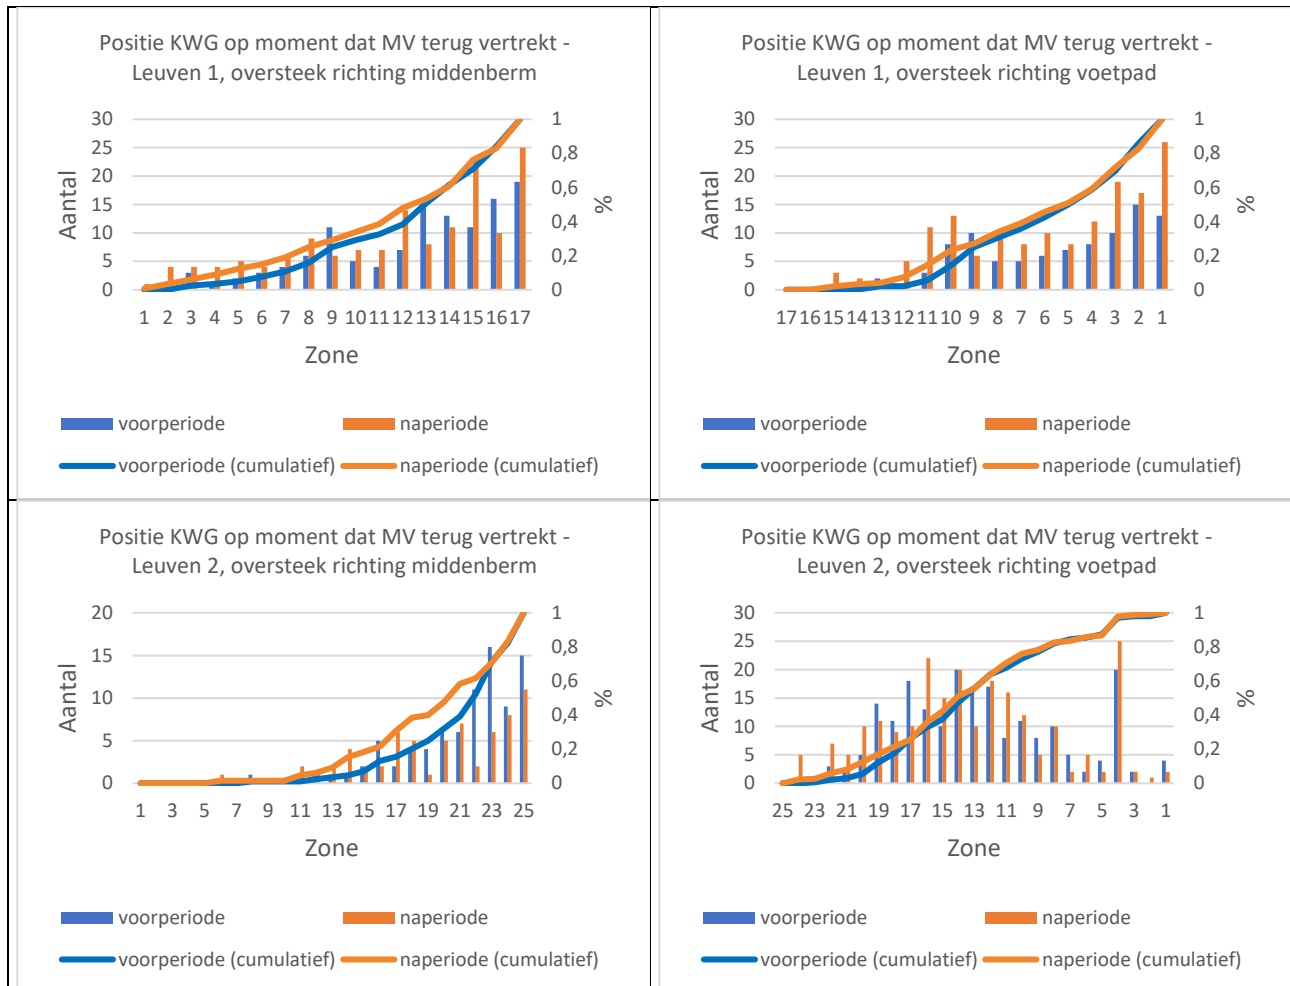 Positie KWG op moment dat MV terug vertrekt -
Leuven 1, oversteek richting middenberm
30
25
20
15
10
5
0
1
0,8
0,6
0,4
0,2
0
Aantal
%
1 2 3 4 5 6 7 8 9 10 11 12 13 14 15 16 17
Zone
voorperiode naperiode
voorperiode (cumulatief) naperiode (cumulatief)
Positie KWG op moment dat MV terug vertrekt -
Leuven 1, oversteek richting voetpad
30
25
20
15
10
5
0
1
0,8
0,6
0,4
0,2
0
Aantal
%
17 16 15 14 13 12 11 10 9 8 7 6 5 4 3 2 1
Zone
voorperiode naperiode
voorperiode (cumulatief) naperiode (cumulatief)
Positie KWG op moment dat MV terug vertrekt -
Leuven 2, oversteek richting middenberm
20
15
10
5
0
1
0,8
0,6
0,4
0,2
0
Aantal
%
1 3 5 7 9 11 13 15 17 19 21 23 25
Zone
voorperiode naperiode
voorperiode (cumulatief) naperiode (cumulatief)
Positie KWG op moment dat MV terug vertrekt -
Leuven 2, oversteek richting voetpad
30
25
20
15
10
5
0
1
0,8
0,6
0,4
0,2
0
Aantal
%
25 23 21 19 17 15 13 11 9 7 5 3 1
Zone
voorperiode naperiode
voorperiode (cumulatief) naperiode (cumulatief)